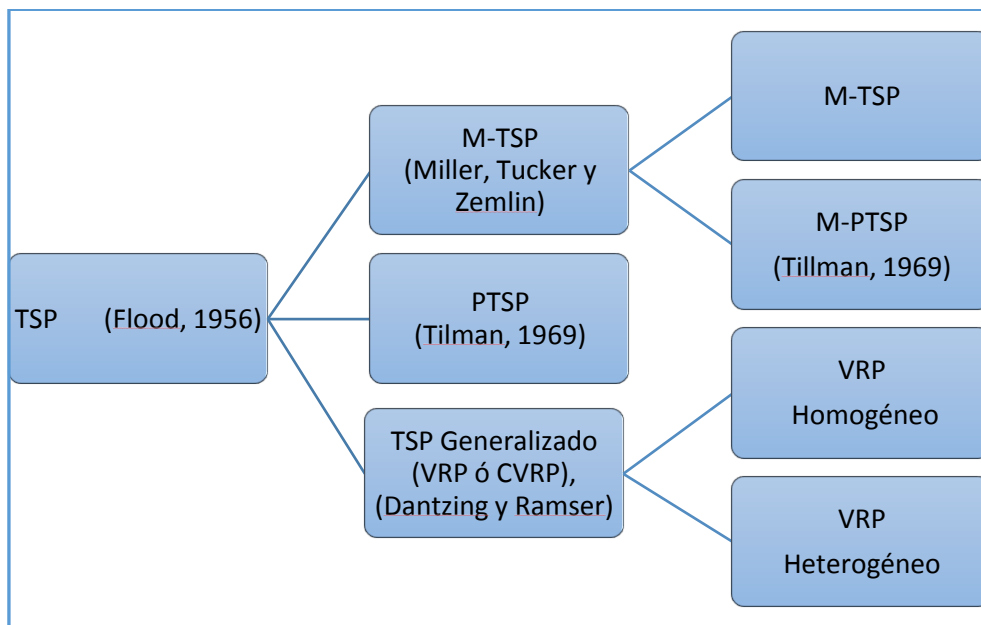 TSP (Flood, 1956)
M-TSP
(Miller, Tucker y
Zemlin)
PTSP
(Tilman, 1969)
TSP Generalizado
(VRP ó CVRP),
(Dantzing y Ramser)
M-TSP
M-PTSP
(Tillman, 1969)
VRP
Homogéneo
VRP
Heterogéneo